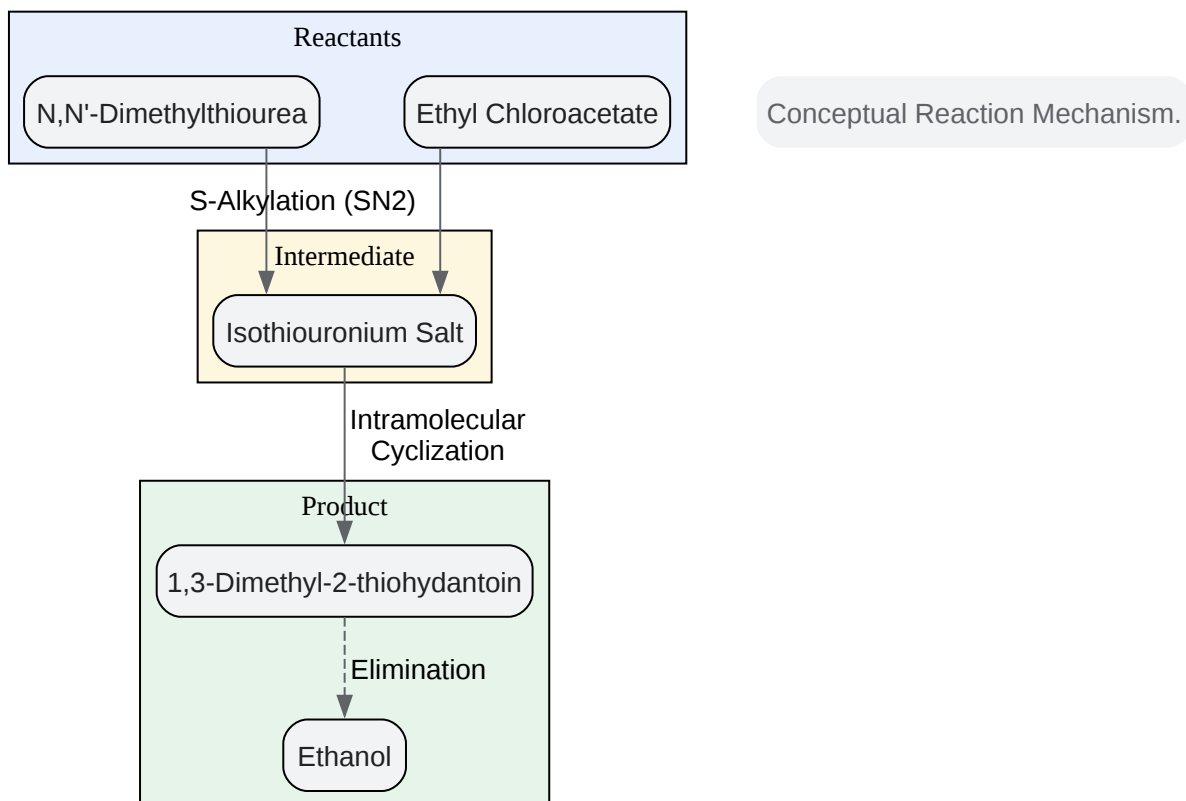 Reactants
N,N'-Dimethylthiourea
Ethyl Chloroacetate
Conceptual Reaction Mechanism.
S-Alkylation (SN2)
Intermediate
Isothiouronium Salt
Intramolecular
Cyclization
Product
1,3-Dimethyl-2-thiohydantoin
Elimination
Ethanol